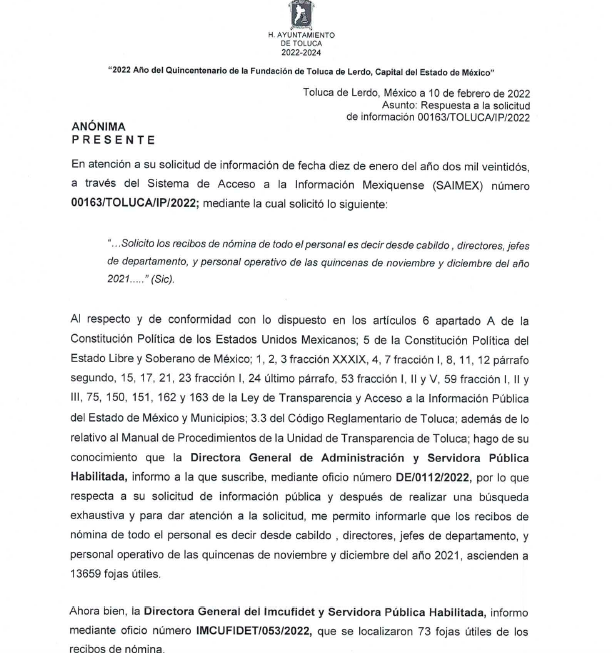 H. AYUNTAMIENTO
DE TOLUCA
2022-2024
“2022 Año del Quincentenario de la Fundación de Toluca de Lerdo, Capital del Estado de México”
Toluca de Lerdo, México a 10 de febrero de 2022
Asunto: Respuesta a la solicitud
de información 00163/TOLUCA/IP/2022
ANÓNIMA
P R E S E N T E
En atención a su solicitud de información de fecha diez de enero del año dos mil veintidós,
a través del Sistema de Acceso a la Información Mexiquense (SAIMEX) número
00163/TOLUCA/IP/2022; mediante la cual solicitó lo siguiente:
“…Solicito los recibos de nómina de todo el personal es decir desde cabildo , directores, jefes
de departamento, y personal operativo de las quincenas de noviembre y diciembre del año
2021.....” (Sic).
Al respecto y de conformidad con lo dispuesto en los artículos 6 apartado A de la
Constitución Política de los Estados Unidos Mexicanos; 5 de la Constitución Política del
Estado Libre y Soberano de México; 1, 2, 3 fracción XXXIX, 4, 7 fracción I, 8, 11, 12 párrafo
segundo, 15, 17, 21, 23 fracción I, 24 último párrafo, 53 fracción I, II y V, 59 fracción I, II y
III, 75, 150, 151, 162 y 163 de la Ley de Transparencia y Acceso a la Información Pública
del Estado de México y Municipios; 3.3 del Código Reglamentario de Toluca; además de lo
relativo al Manual de Procedimientos de la Unidad de Transparencia de Toluca; hago de su
conocimiento que la Directora General de Administración y Servidora Pública
Habilitada, informo a la que suscribe, mediante oficio número DE/0112/2022, por lo que
respecta a su solicitud de información pública y después de realizar una búsqueda
exhaustiva y para dar atención a la solicitud, me permito informarle que los recibos de
nómina de todo el personal es decir desde cabildo , directores, jefes de departamento, y
personal operativo de las quincenas de noviembre y diciembre del año 2021, ascienden a
13659 fojas útiles.
Ahora bien, la Directora General del Imcufidet y Servidora Pública Habilitada, informo
mediante oficio número IMCUFIDET/053/2022, que se localizaron 73 fojas útiles de los
recibos de nómina.